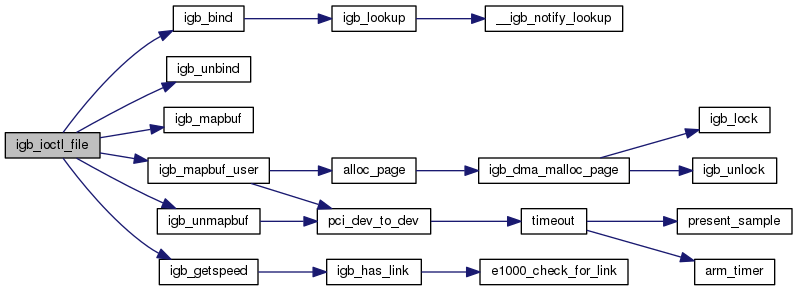 igb_bind
igb_lookup
__igb_notify_lookup
igb_unbind
igb_mapbuf
igb_lock
igb_ioctl_file
igb_mapbuf_user
alloc_page
igb_dma_malloc_page
igb_unlock
igb_unmapbuf
pci_dev_to_dev
timeout
present_sample
igb_getspeed
igb_has_link
e1000_check_for_link
arm_timer